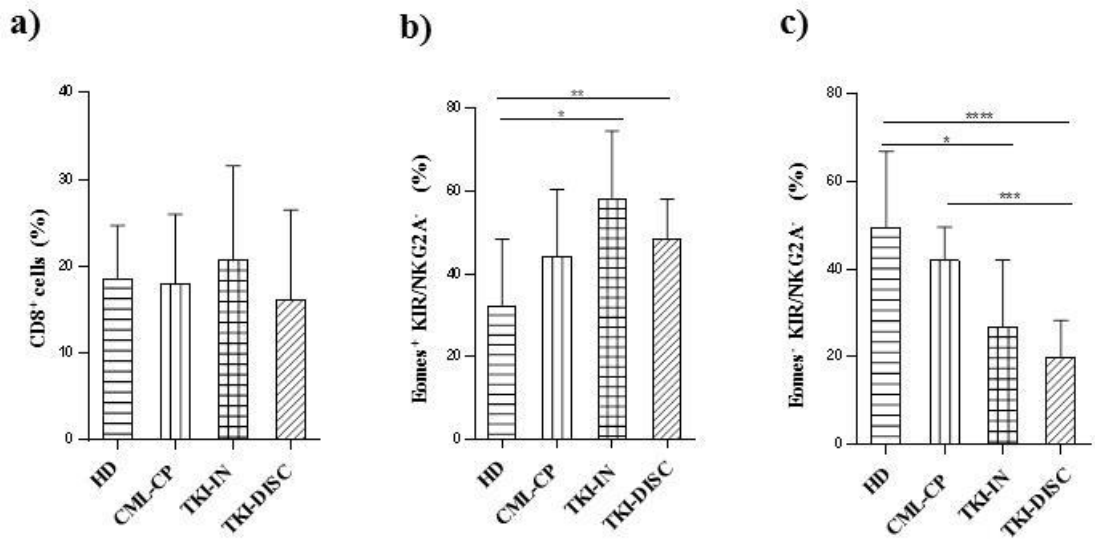 a)
CD8⁺ cells (%)
40
30
20
10
0
HD
CML-CP
TKI-IN
TKI-DISC
b)
Eomes⁺ KIR/NKG2A⁻ (%)
80
60
40
20
0
**
*
HD
CML-CP
TKI-IN
TKI-DISC
c)
Eomes⁻ KIR/NKG2A⁻ (%)
80
60
40
20
0
****
*
***
HD
CML-CP
TKI-IN
TKI-DISC